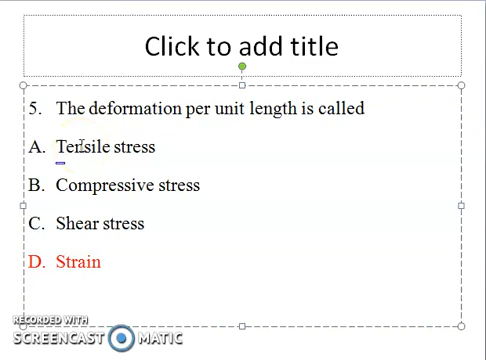 Click to add title
5. The deformation per unit length is called
A. Tensile stress
B. Compressive stress
C. Shear stress
D. Strain
RECORDED WITH
SCREENCAST MATIC